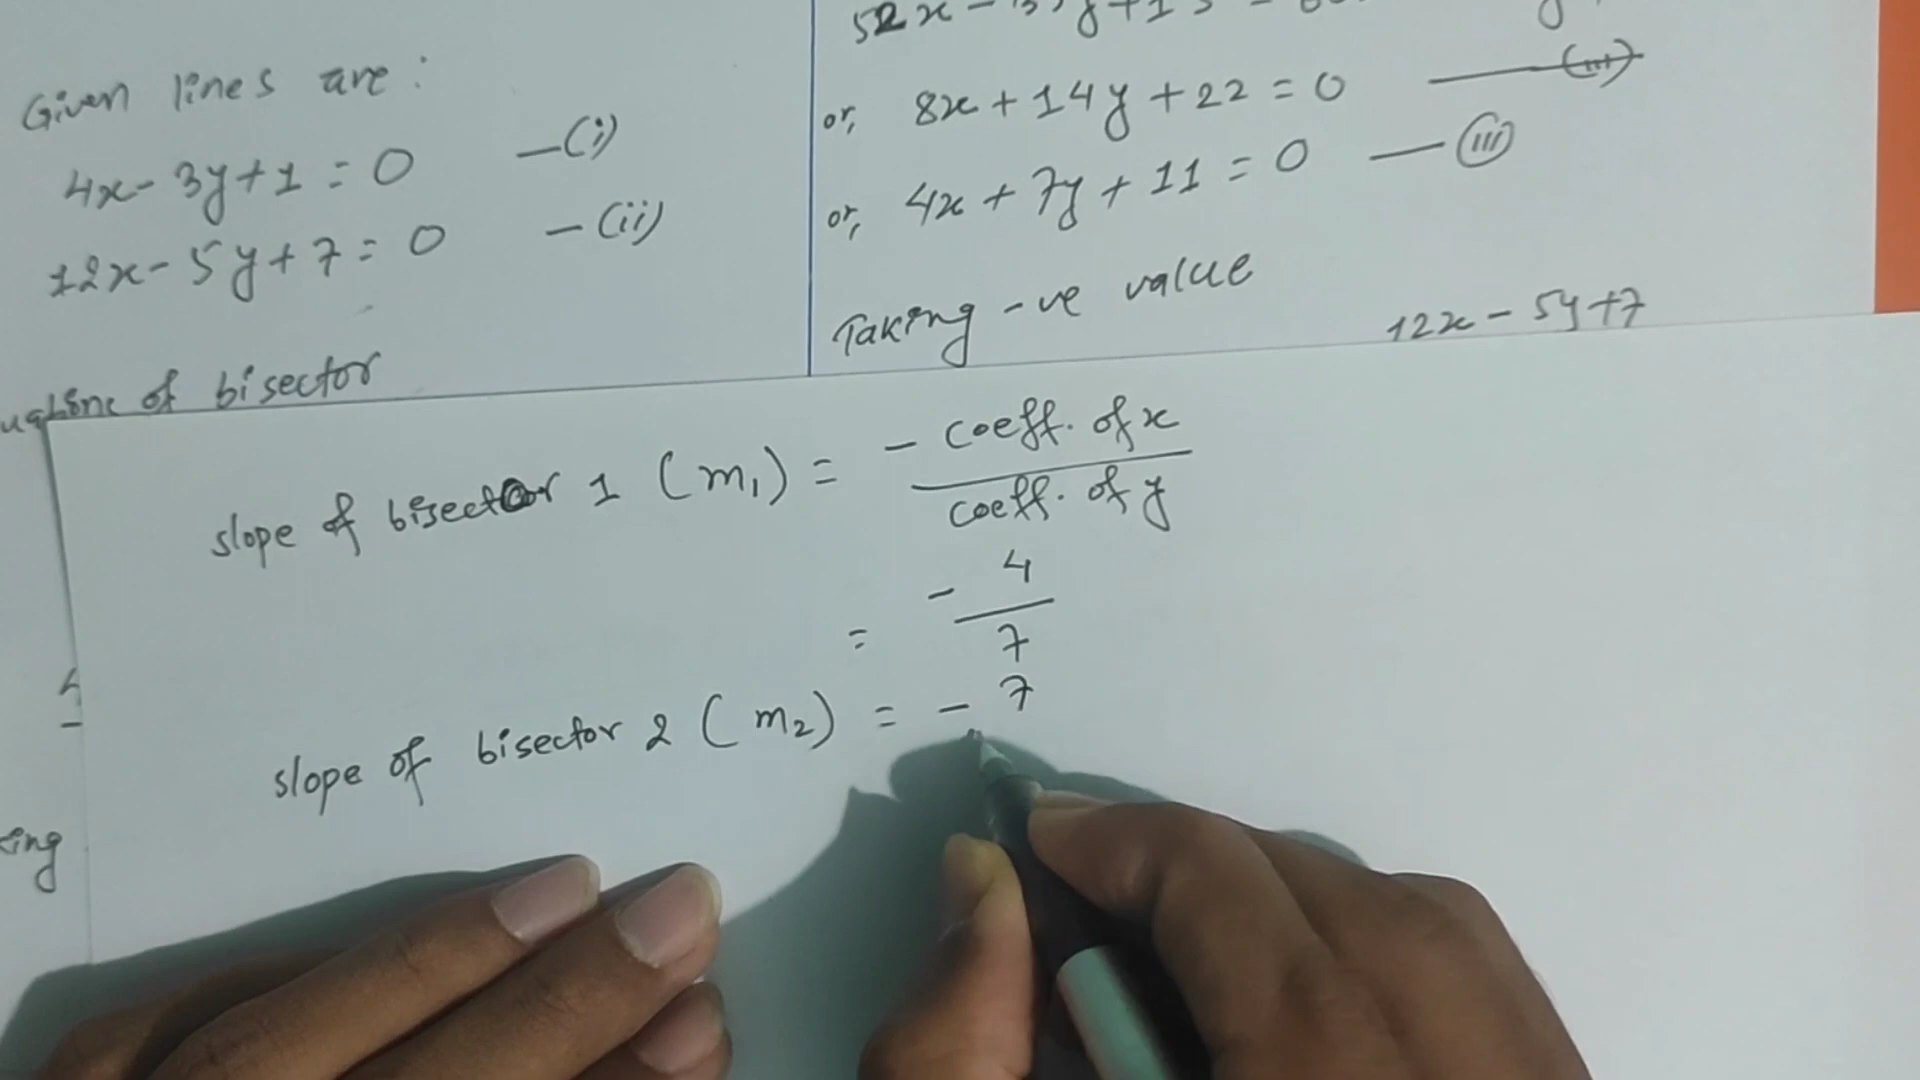 Given lines are:
4x - 3y + 1 = 0 — (i)
12x - 5y + 7 = 0 — (ii)
of bisector
or, 8x + 14y + 22 = 0
or, 4x + 7y + 11 = 0 — (iii)
Taking -ve value
12x - 5y + 7
slope of bisector 1 (m₁) = - coeff. of x
coeff. of y
= - 4
7
slope of bisector 2 (m₂) = - 7